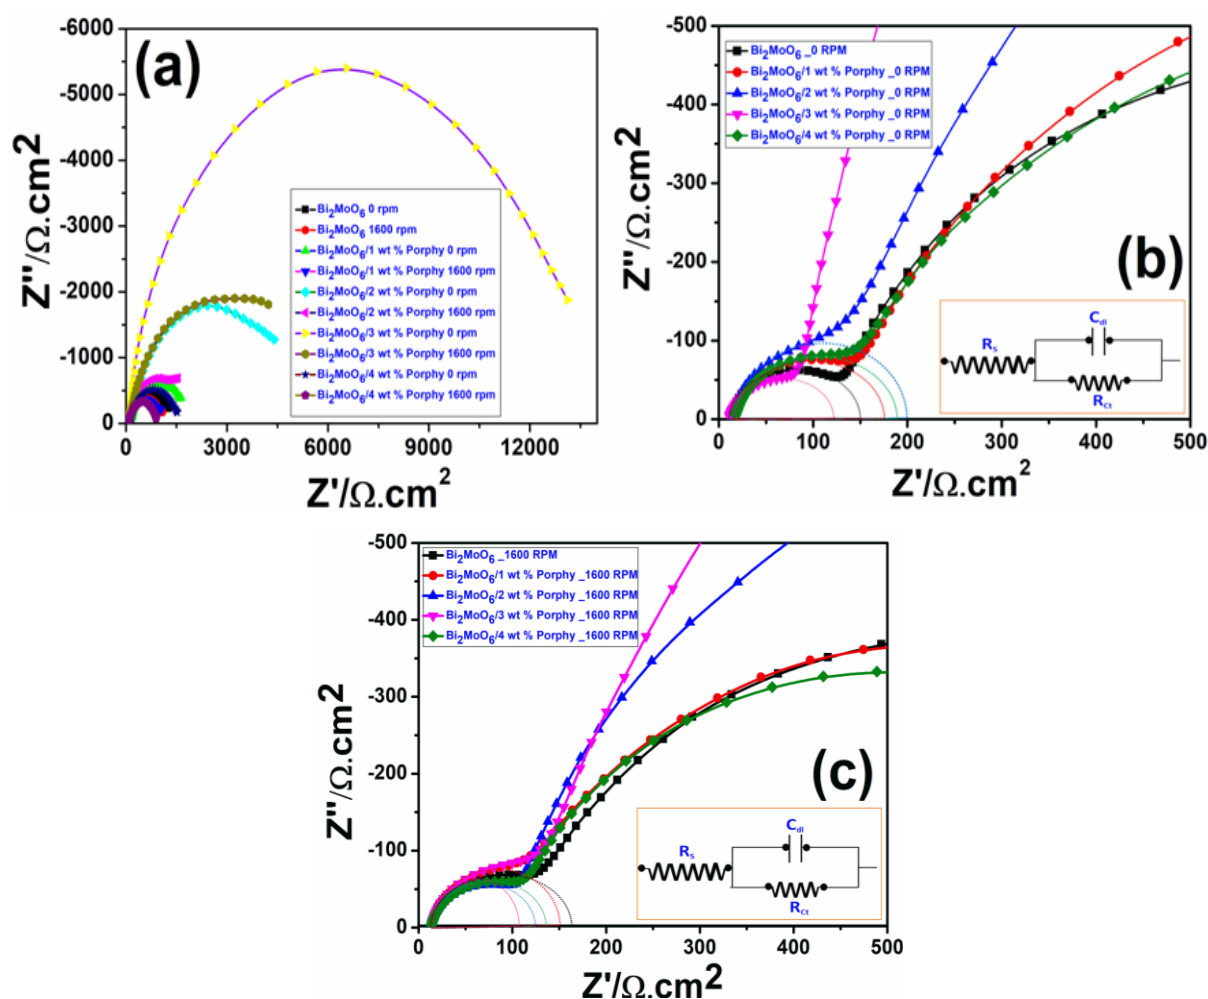 (a)
-6000
-5000
-4000
-3000
-2000
-1000
0
Z''/Ω.cm²
Bi₂MoO₆ 0 rpm
Bi₂MoO₆ 1600 rpm
Bi₂MoO₆/1 wt % Porphy 0 rpm
Bi₂MoO₆/1 wt % Porphy 1600 rpm
Bi₂MoO₆/2 wt % Porphy 0 rpm
Bi₂MoO₆/2 wt % Porphy 1600 rpm
Bi₂MoO₆/3 wt % Porphy 0 rpm
Bi₂MoO₆/3 wt % Porphy 1600 rpm
Bi₂MoO₆/4 wt % Porphy 0 rpm
Bi₂MoO₆/4 wt % Porphy 1600 rpm
0 3000 6000 9000 12000
Z'/Ω.cm²
(b)
-500
-400
-300
-200
-100
0
Z''/Ω.cm²
Bi₂MoO₆ _0 RPM
Bi₂MoO₆/1 wt % Porphy _0 RPM
Bi₂MoO₆/2 wt % Porphy _0 RPM
Bi₂MoO₆/3 wt % Porphy _0 RPM
Bi₂MoO₆/4 wt % Porphy _0 RPM
Cdl
Rs
RCt
0 100 200 300 400 500
Z'/Ω.cm²
(c)
-500
-400
-300
-200
-100
0
Z''/Ω.cm²
Bi₂MoO₆ _1600 RPM
Bi₂MoO₆/1 wt % Porphy _1600 RPM
Bi₂MoO₆/2 wt % Porphy _1600 RPM
Bi₂MoO₆/3 wt % Porphy _1600 RPM
Bi₂MoO₆/4 wt % Porphy _1600 RPM
Cdl
Rs
RCt
0 100 200 300 400 500
Z'/Ω.cm²